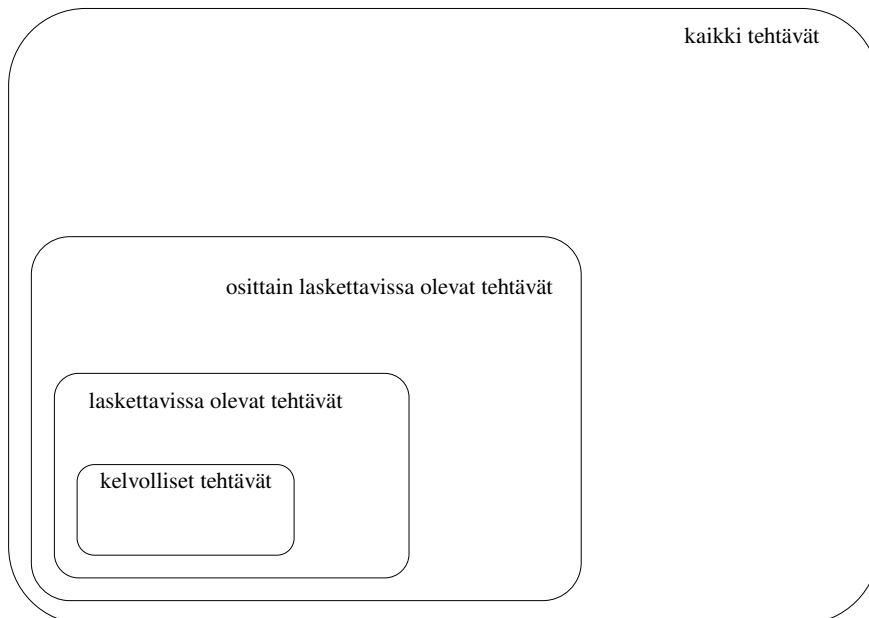 kaikki tehtävät
osittain laskettavissa olevat tehtävät
laskettavissa olevat tehtävät
kelvolliset tehtävät